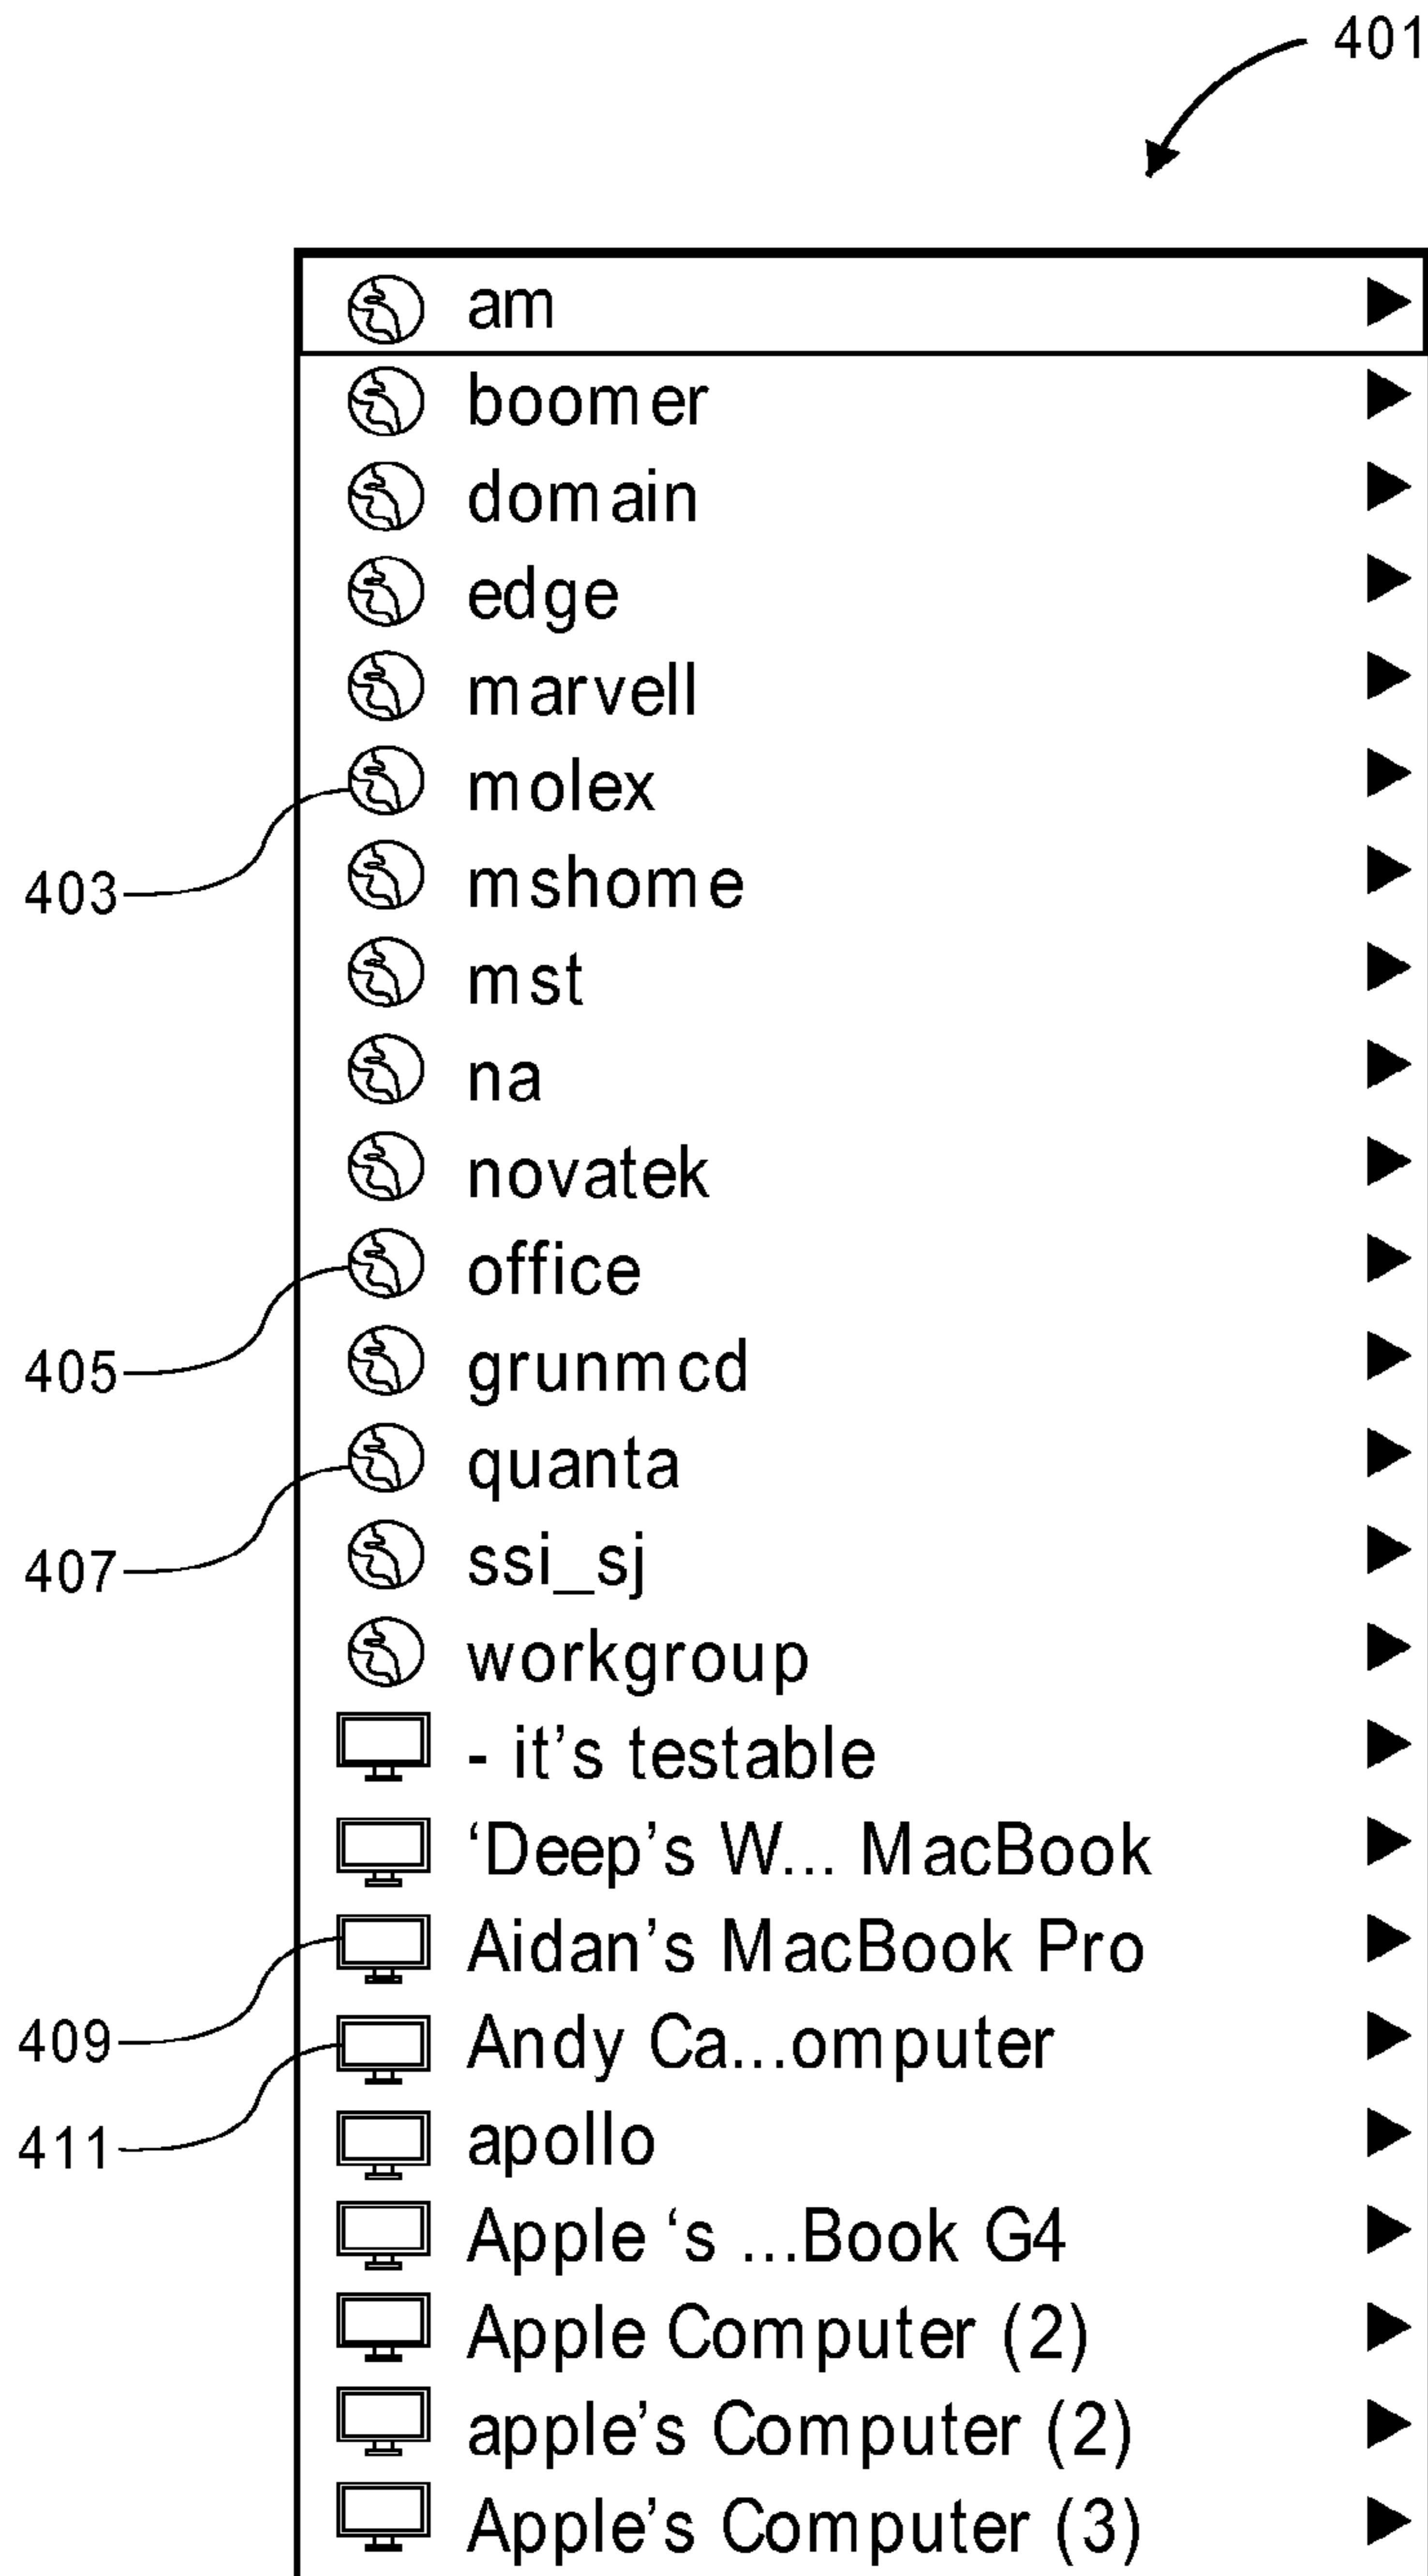 401
am
boomer
domain
edge
marvell
molex
403
mshome
mst
na
novatek
office
405
grunmcd
quanta
407
ssi_sj
workgroup
- it's testable
‘Deep’s W... MacBook
Aidan’s MacBook Pro
409
Andy Ca...omputer
411
apollo
Apple ‘s ...Book G4
Apple Computer (2)
apple’s Computer (2)
Apple’s Computer (3)